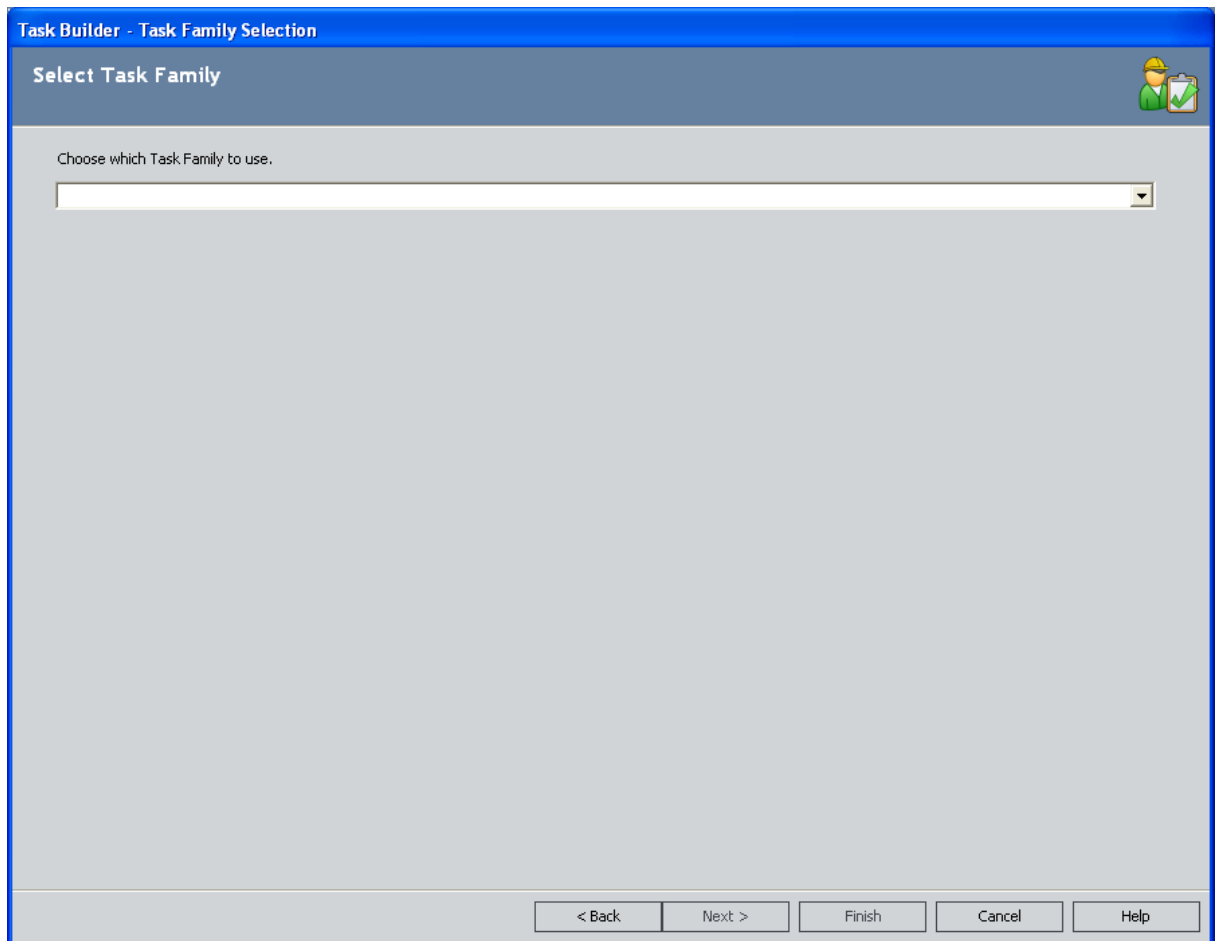 Task Builder - Task Family Selection
Select Task Family
Choose which Task Family to use.
< Back Next > Finish Cancel Help